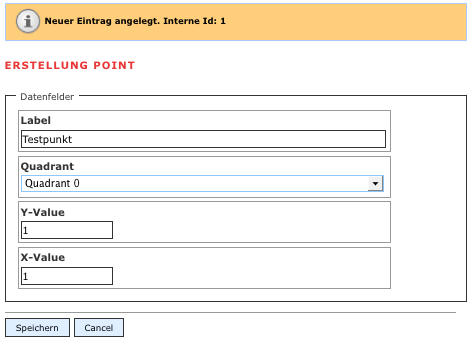 Neuer Eintrag angelegt. Interne Id: 1
ERSTELLUNG POINT
Datenfelder
Label
Testpunkt
Quadrant
Quadrant 0
Y-Value
1
X-Value
1
Speichern Cancel